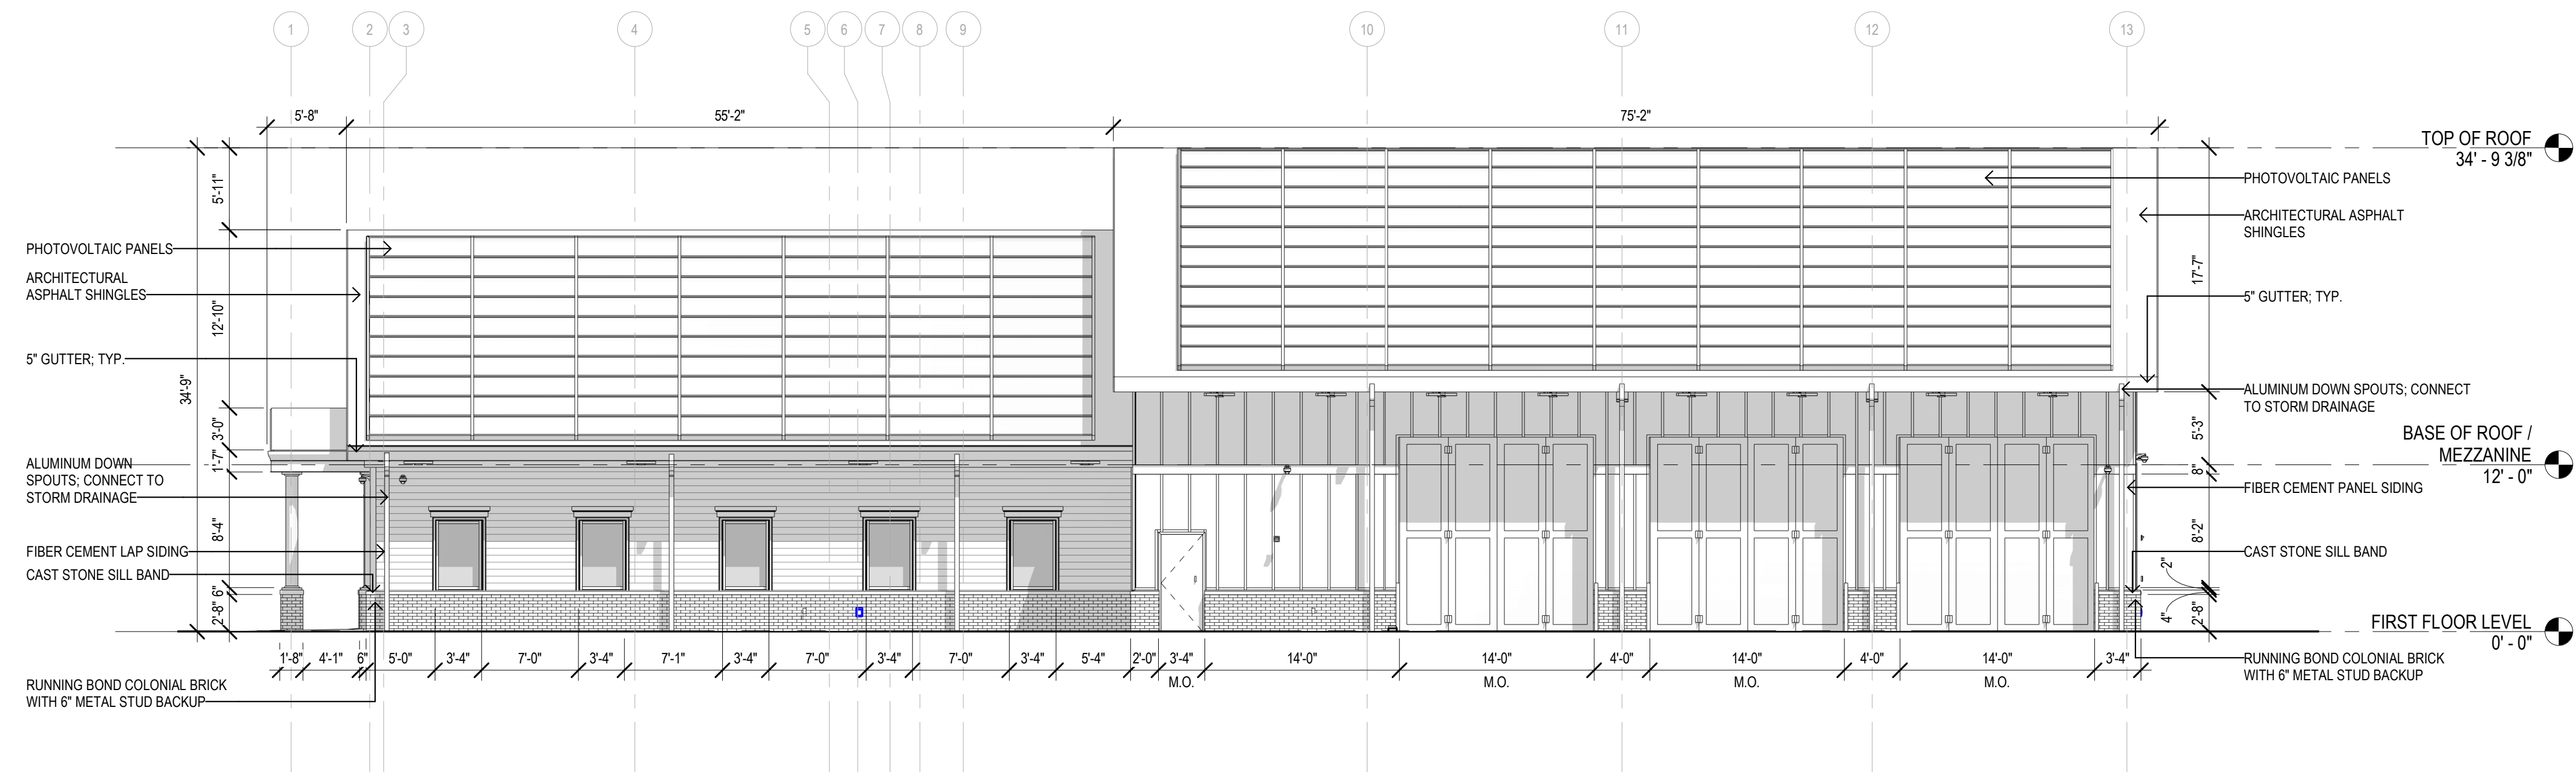 1 2 3 4 5 6 7 8 9 10 11 12 13
5'-8" 55'-2" 75'-2"
TOP OF ROOF
34' - 9 3/8"
PHOTOVOLTAIC PANELS
ARCHITECTURAL ASPHALT
SHINGLES
5" GUTTER; TYP.
ALUMINUM DOWN SPOUTS; CONNECT
TO STORM DRAINAGE
BASE OF ROOF /
MEZZANINE
12' - 0"
FIBER CEMENT PANEL SIDING
CAST STONE SILL BAND
FIRST FLOOR LEVEL
0' - 0"
RUNNING BOND COLONIAL BRICK
WITH 6" METAL STUD BACKUP
17'-7"
5'-3"
8"
8'-2"
2"
4"
2'-8"
PHOTOVOLTAIC PANELS
ARCHITECTURAL
ASPHALT SHINGLES
5" GUTTER; TYP.
ALUMINUM DOWN
SPOUTS; CONNECT TO
STORM DRAINAGE
FIBER CEMENT LAP SIDING
CAST STONE SILL BAND
RUNNING BOND COLONIAL BRICK
WITH 6" METAL STUD BACKUP
34'-9"
5'-11"
12'-10"
3'-0"
1'-7"
8'-4"
6"
2'-8"
1'-8" 4'-1" 6" 5'-0" 3'-4" 7'-0" 3'-4" 7'-1" 3'-4" 7'-0" 3'-4" 7'-0" 3'-4" 5'-4" 2'-0" 3'-4" 14'-0" 14'-0" 4'-0" 14'-0" 4'-0" 14'-0" 3'-4"
M.O. M.O. M.O. M.O.